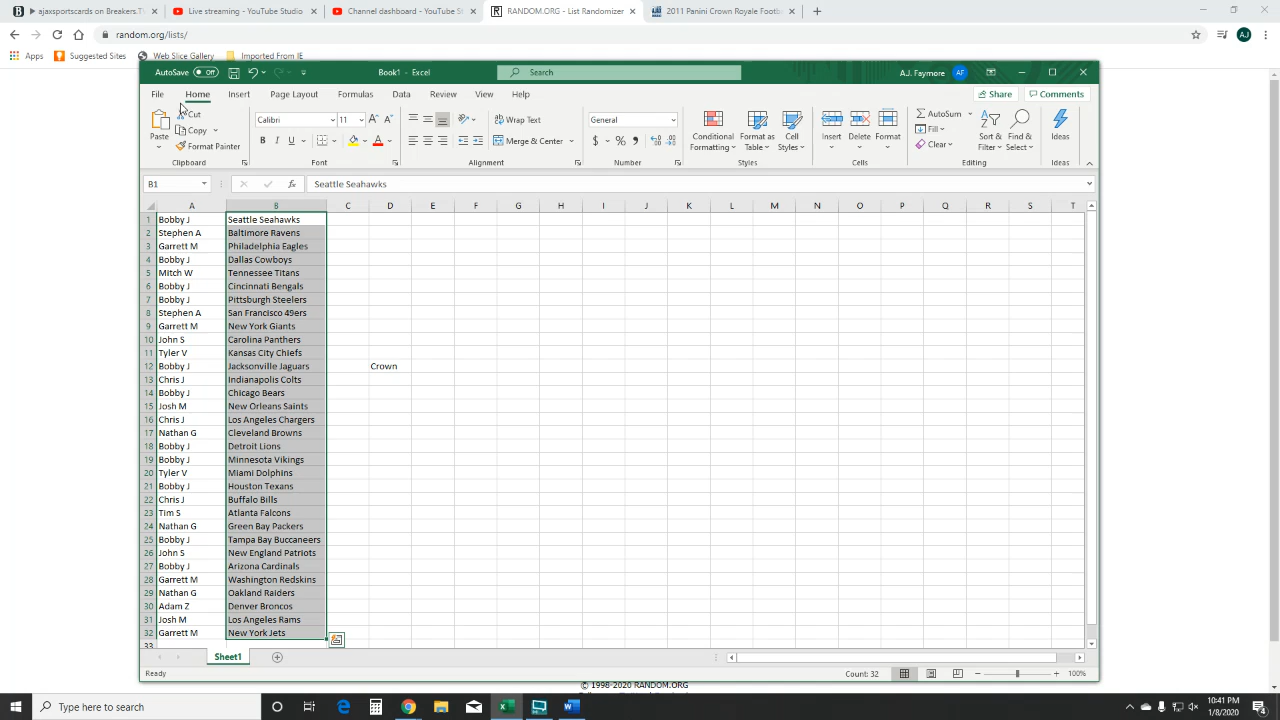 ajaxsportscards on Breakers.TV
Live streaming - YouTube Studio
Channel dashboard - YouTube St
RANDOM.ORG - List Randomizer
2011 Panini Crown Royale Footb
random.org/lists/
AJ
Apps
Suggested Sites
Web Slice Gallery
Imported From IE
AutoSave Off
Book1 - Excel
Search
A.J. Faymore
AF
File
Home
Insert
Page Layout
Formulas
Data
Review
View
Help
Share
Comments
Paste
Cut
Copy
Format Painter
Clipboard
Calibri
11
B I U
Font
Wrap Text
Merge & Center
Alignment
General
$ % ,
Number
Conditional Formatting
Format as Table
Cell Styles
Styles
Insert
Delete
Format
Cells
AutoSum
Fill
Clear
Sort & Filter
Find & Select
Editing
Ideas
Ideas
B1
fx
Seattle Seahawks
A B C D E F G H I J K L M N O P Q R S T
1 Bobby J Seattle Seahawks
2 Stephen A Baltimore Ravens
3 Garrett M Philadelphia Eagles
4 Bobby J Dallas Cowboys
5 Mitch W Tennessee Titans
6 Bobby J Cincinnati Bengals
7 Bobby J Pittsburgh Steelers
8 Stephen A San Francisco 49ers
9 Garrett M New York Giants
10 John S Carolina Panthers
11 Tyler V Kansas City Chiefs
12 Bobby J Jacksonville Jaguars Crown
13 Chris J Indianapolis Colts
14 Bobby J Chicago Bears
15 Josh M New Orleans Saints
16 Chris J Los Angeles Chargers
17 Nathan G Cleveland Browns
18 Bobby J Detroit Lions
19 Bobby J Minnesota Vikings
20 Tyler V Miami Dolphins
21 Bobby J Houston Texans
22 Chris J Buffalo Bills
23 Tim S Atlanta Falcons
24 Nathan G Green Bay Packers
25 Bobby J Tampa Bay Buccaneers
26 John S New England Patriots
27 Bobby J Arizona Cardinals
28 Garrett M Washington Redskins
29 Nathan G Oakland Raiders
30 Adam Z Denver Broncos
31 Josh M Los Angeles Rams
32 Garrett M New York Jets
33
Sheet1
Ready
Count: 32
100%
© 1998-2020 RANDOM.ORG
Type here to search
10:41 PM
1/8/2020